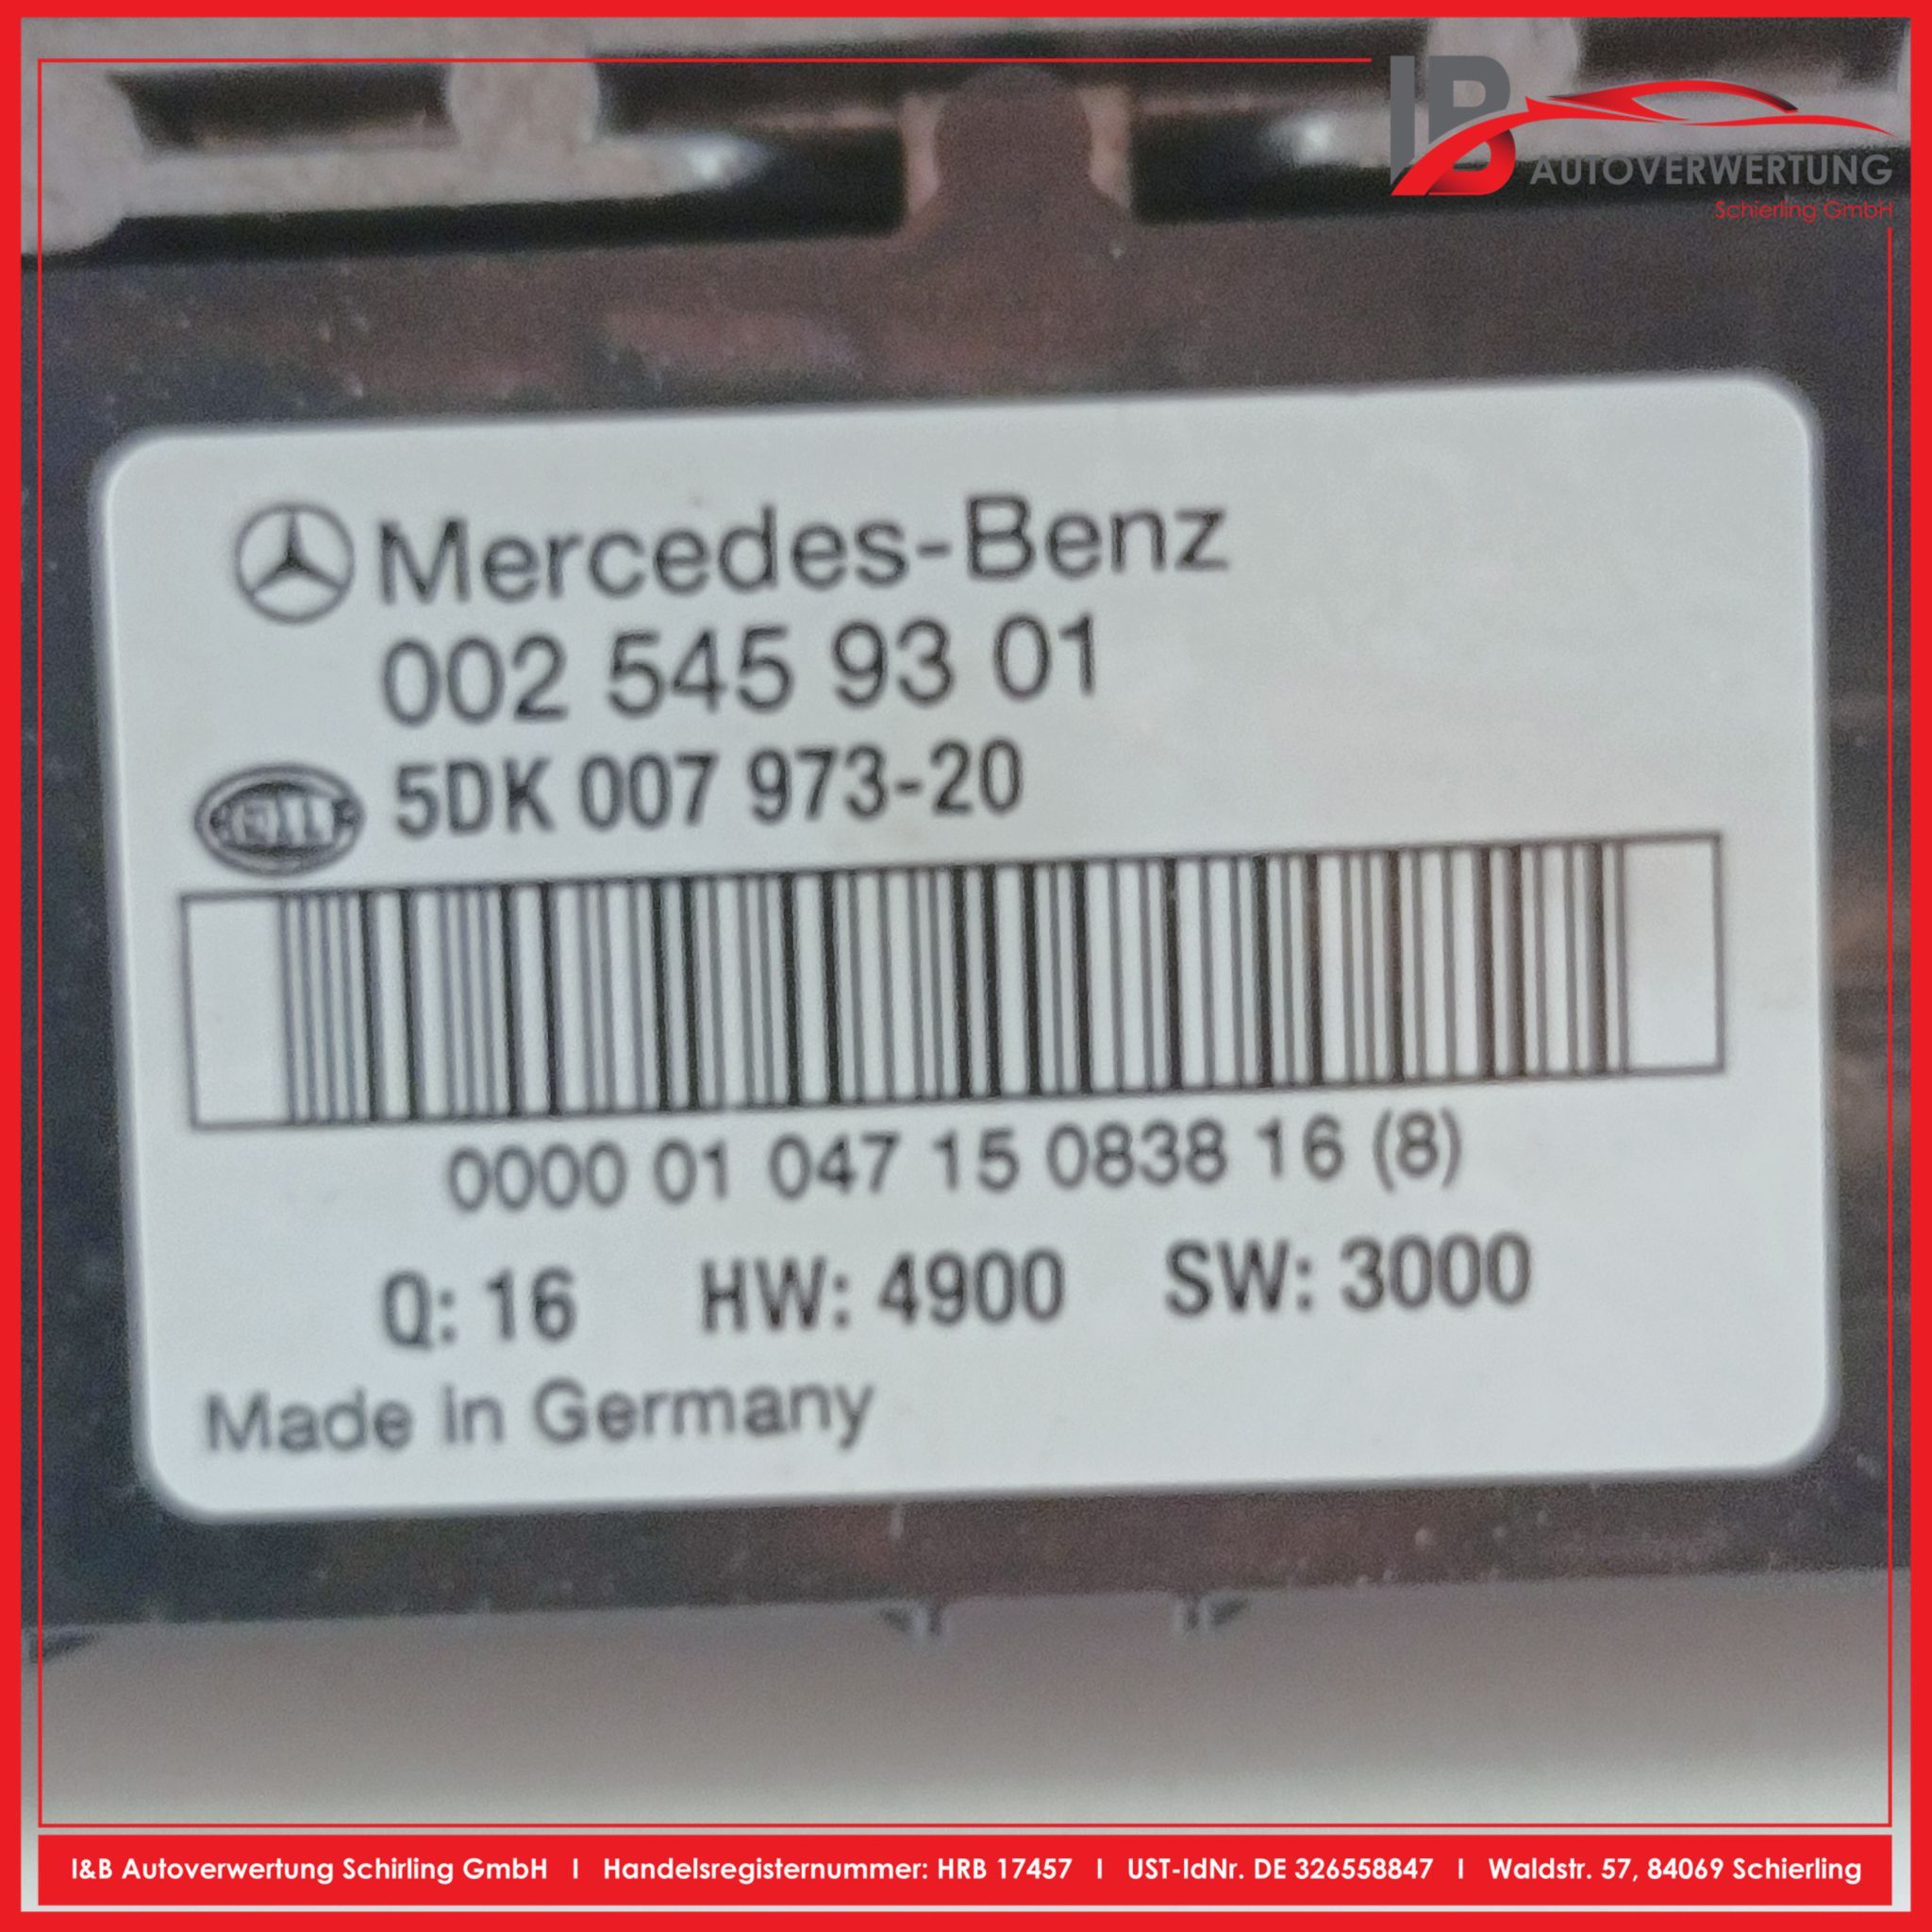 IB
AUTOVERWERTUNG
Schierling GmbH
Mercedes-Benz
002 545 93 01
HELLA 5DK 007 973-20
0000 01 047 15 0838 16 (8)
Q: 16 HW: 4900 SW: 3000
Made in Germany
I&B Autoverwertung Schirling GmbH I Handelsregisternummer: HRB 17457 I UST-IdNr. DE 326558847 I Waldstr. 57, 84069 Schierling